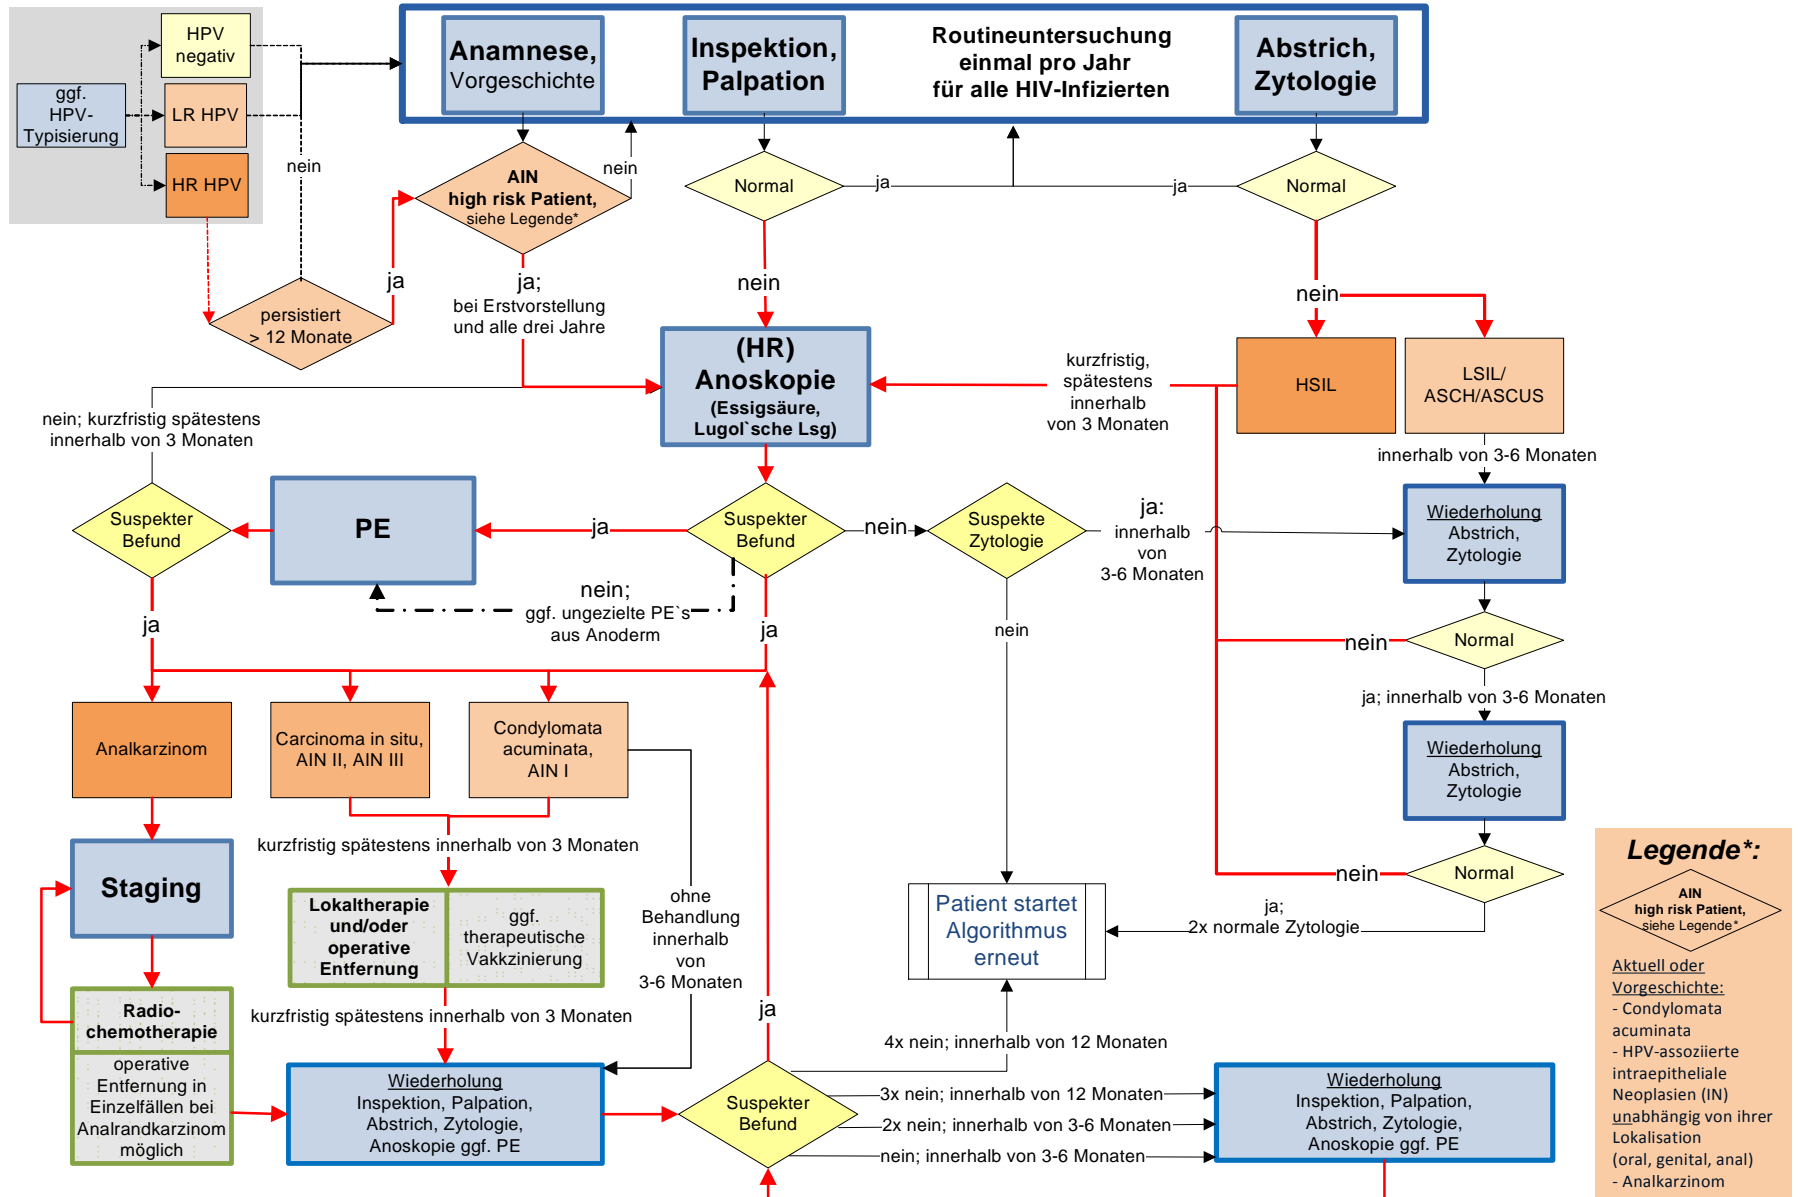 HPV
negativ
ggf.
HPV-
Typisierung
LR HPV
HR HPV
nein
persistiert
> 12 Monate
ja
Anamnese,
Vorgeschichte
Inspektion,
Palpation
Routineuntersuchung
einmal pro Jahr
für alle HIV-Infizierten
Abstrich,
Zytologie
AIN
high risk Patient,
siehe Legende*
nein
ja;
bei Erstvorstellung
und alle drei Jahre
Normal
ja
nein
Normal
ja
nein
(HR)
Anoskopie
(Essigsäure,
Lugol`sche Lsg)
kurzfristig,
spätestens
innerhalb
von 3 Monaten
HSIL
LSIL/
ASCH/ASCUS
innerhalb von 3-6 Monaten
nein; kurzfristig spätestens
innerhalb von 3 Monaten
Suspekter
Befund
PE
ja
Suspekter
Befund
nein
Suspekte
Zytologie
ja:
innerhalb
von
3-6 Monaten
Wiederholung
Abstrich,
Zytologie
nein;
ggf. ungezielte PE`s
aus Anoderm
ja
ja
nein
Normal
nein
ja; innerhalb von 3-6 Monaten
Wiederholung
Abstrich,
Zytologie
Normal
nein
ja;
2x normale Zytologie
Analkarzinom
Carcinoma in situ,
AIN II, AIN III
Condylomata
acuminata,
AIN I
kurzfristig spätestens innerhalb von 3 Monaten
Staging
Lokaltherapie
und/oder
operative
Entfernung
ggf.
therapeutische
Vakkzinierung
ohne
Behandlung
innerhalb
von
3-6 Monaten
Patient startet
Algorithmus
erneut
kurzfristig spätestens innerhalb von 3 Monaten
Radio-
chemotherapie
operative
Entfernung in
Einzelfällen bei
Analrandkarzinom
möglich
Wiederholung
Inspektion, Palpation,
Abstrich, Zytologie,
Anoskopie ggf. PE
ja
Suspekter
Befund
4x nein; innerhalb von 12 Monaten
3x nein; innerhalb von 12 Monaten
2x nein; innerhalb von 3-6 Monaten
nein; innerhalb von 3-6 Monaten
Wiederholung
Inspektion, Palpation,
Abstrich, Zytologie,
Anoskopie ggf. PE
Legende*:
AIN
high risk Patient,
siehe Legende*
Aktuell oder
Vorgeschichte:
- Condylomata
acuminata
- HPV-assoziierte
intraepitheliale
Neoplasien (IN)
unabhängig von ihrer
Lokalisation
(oral, genital, anal)
- Analkarzinom